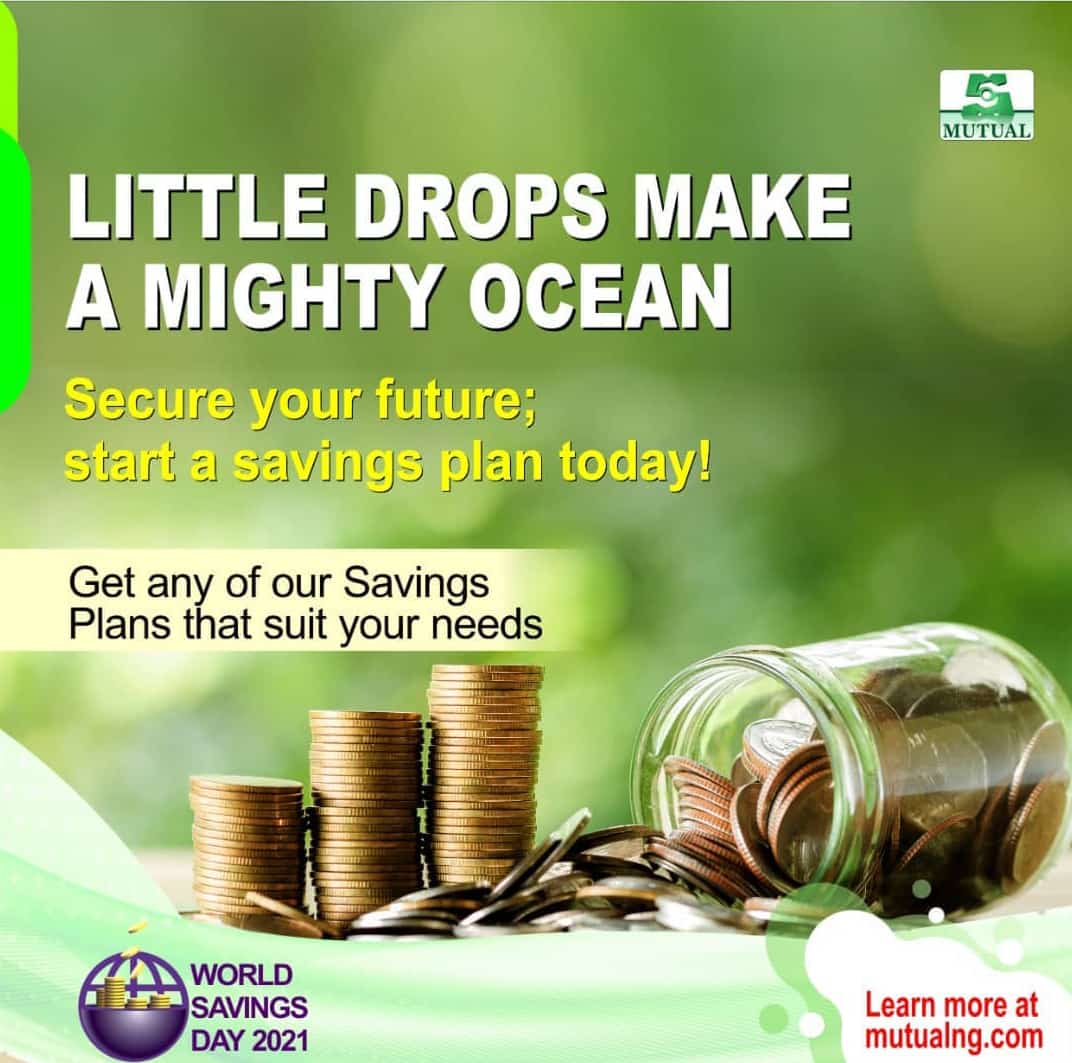 MUTUAL
LITTLE DROPS MAKE
A MIGHTY OCEAN
Secure your future;
start a savings plan today!
Get any of our Savings
Plans that suit your needs
WORLD
SAVINGS
DAY 2021
Learn more at
mutualng.com